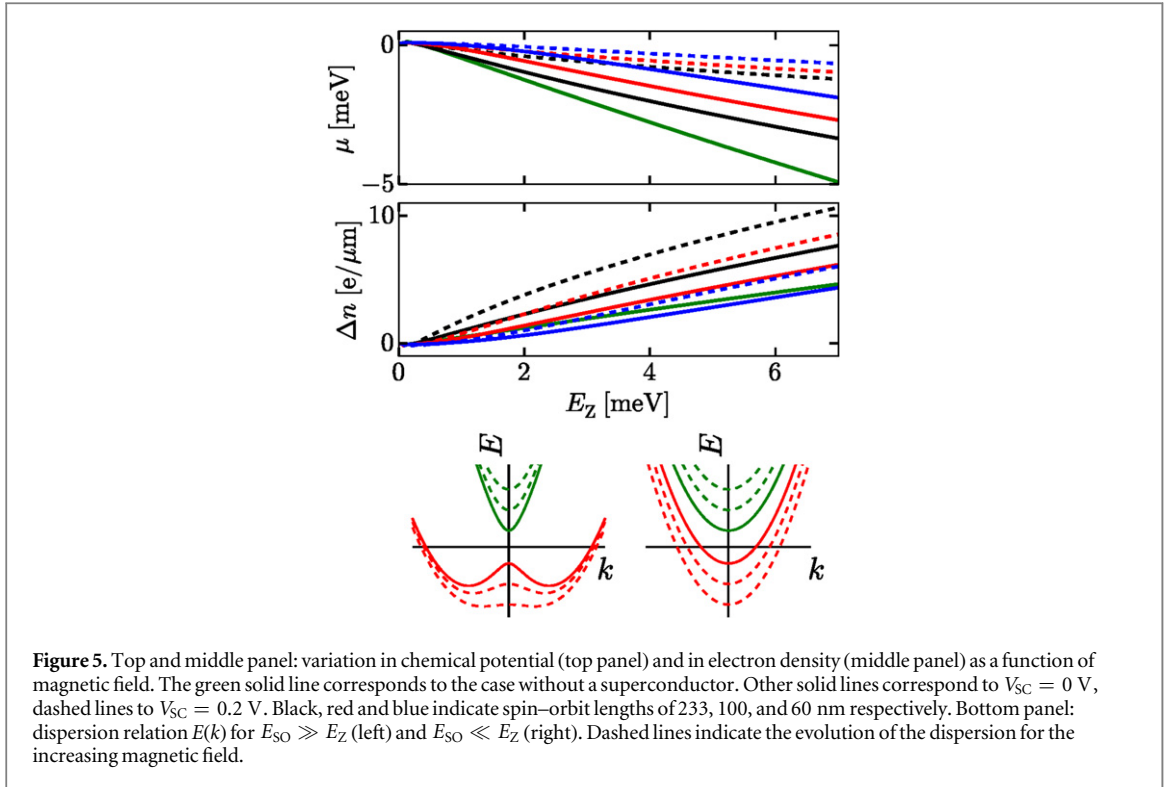 0
μ [meV]
−5
10
Δn [e/μm]
0
0 2 4 6
E_Z [meV]
E E
k k
Figure 5. Top and middle panel: variation in chemical potential (top panel) and in electron density (middle panel) as a function of
magnetic field. The green solid line corresponds to the case without a superconductor. Other solid lines correspond to V_SC = 0 V,
dashed lines to V_SC = 0.2 V. Black, red and blue indicate spin–orbit lengths of 233, 100, and 60 nm respectively. Bottom panel:
dispersion relation E(k) for E_SO ≫ E_Z (left) and E_SO ≪ E_Z (right). Dashed lines indicate the evolution of the dispersion for the
increasing magnetic field.